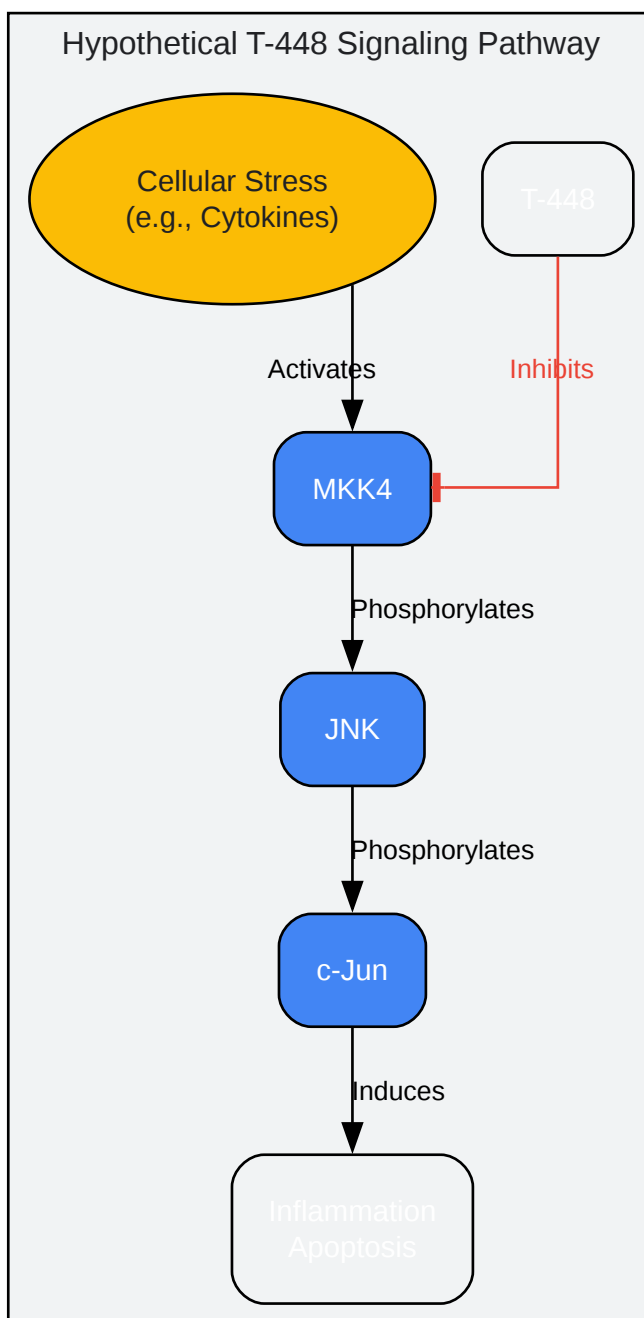 Hypothetical T-448 Signaling Pathway
Cellular Stress
(e.g., Cytokines)
T-448
Activates
Inhibits
MKK4
Phosphorylates
JNK
Phosphorylates
c-Jun
Induces
Inflammation
Apoptosis